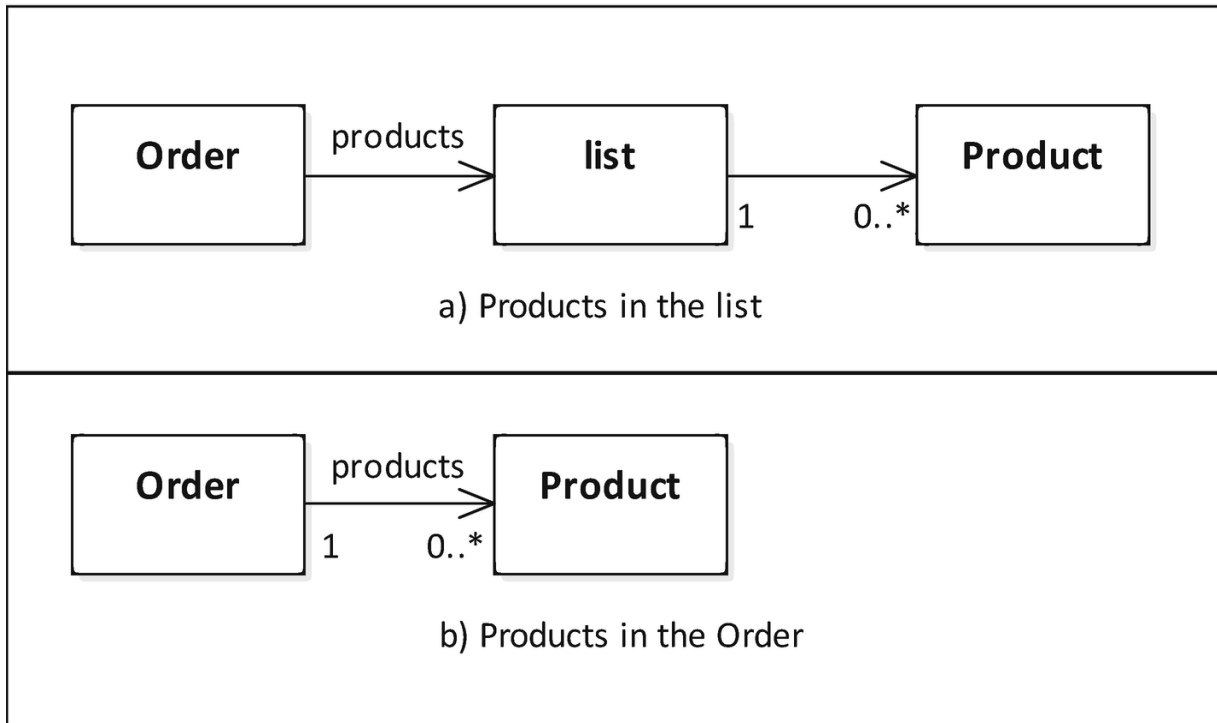 Order
products
list
Product
1
0..*
a) Products in the list
Order
products
Product
1
0..*
b) Products in the Order